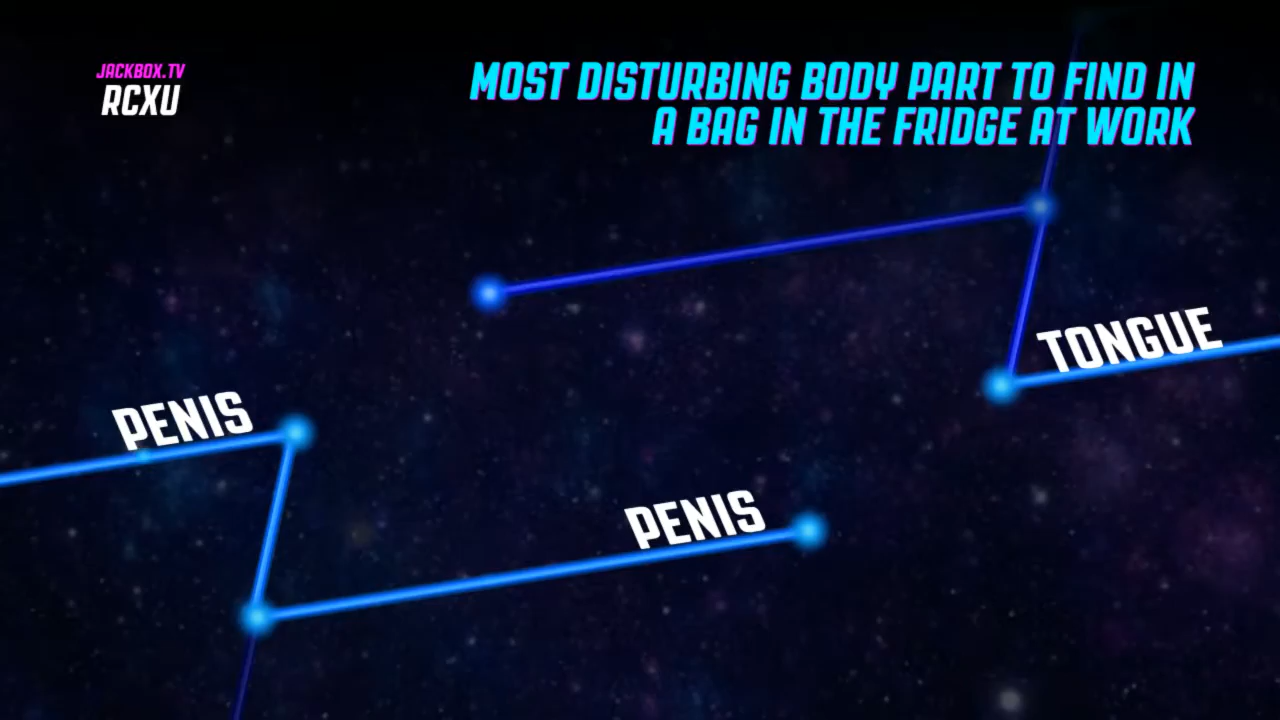 JACKBOX.TV
RCXU
MOST DISTURBING BODY PART TO FIND IN
A BAG IN THE FRIDGE AT WORK
TONGUE
PENIS
PENIS